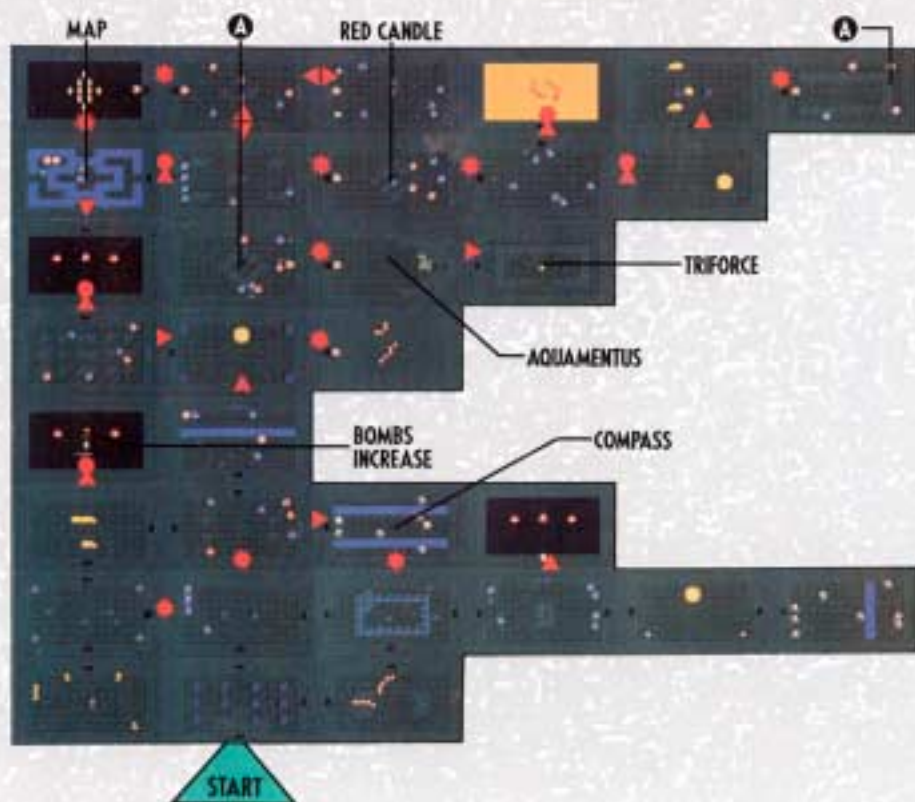 MAP
A
RED CANDLE
A
TRIFORCE
AQUAMENTUS
BOMBS
INCREASE
COMPASS
START